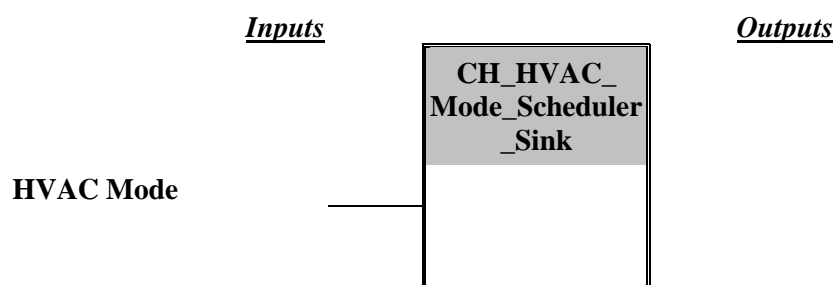 Inputs
Outputs
CH_HVAC_
Mode_Scheduler
_Sink
HVAC Mode